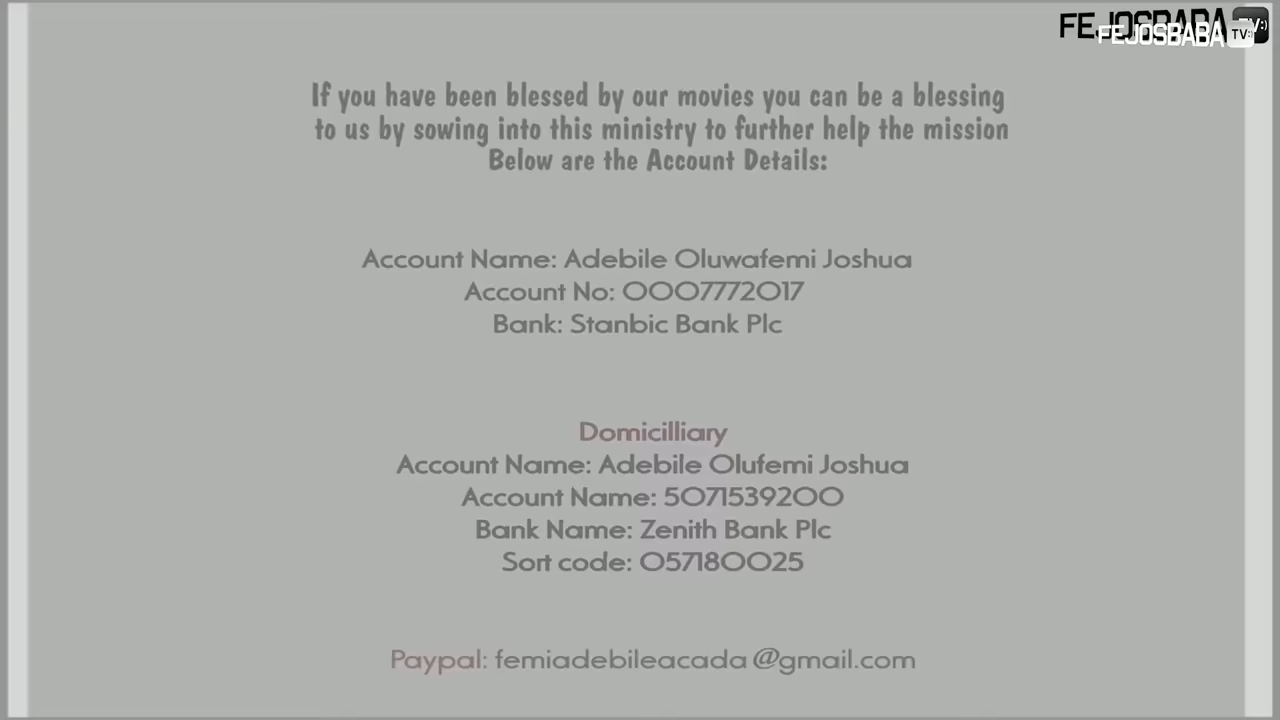 FEJOSBABA TV:)
FEJOSBABA TV:)
If you have been blessed by our movies you can be a blessing
to us by sowing into this ministry to further help the mission
Below are the Account Details:
Account Name: Adebile Oluwafemi Joshua
Account No: 0007772017
Bank: Stanbic Bank Plc
Domicilliary
Account Name: Adebile Olufemi Joshua
Account Name: 5071539200
Bank Name: Zenith Bank Plc
Sort code: 057180025
Paypal: femiadebileacada@gmail.com